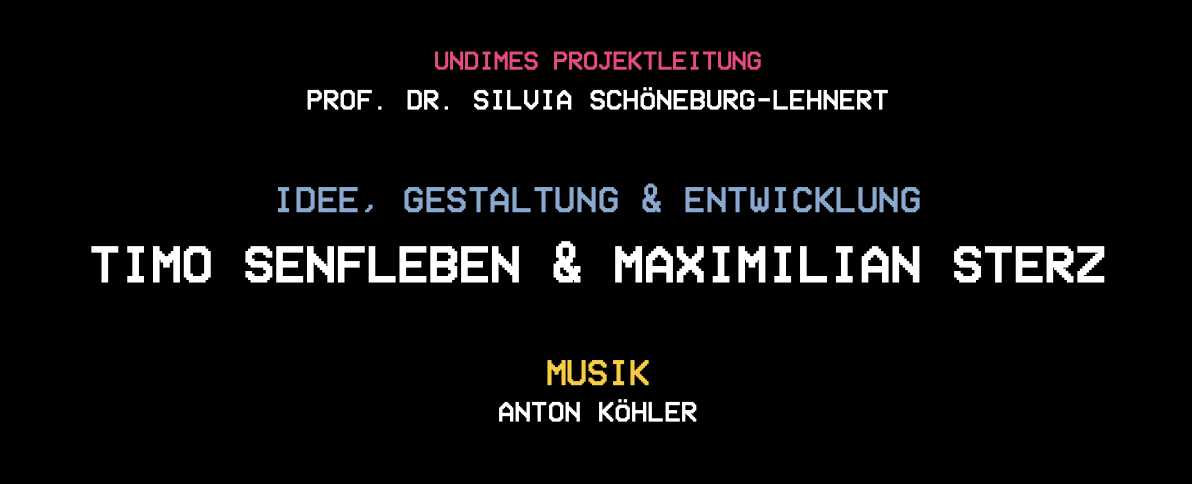 UNDIMES PROJEKTLEITUNG
PROF. DR. SILVIA SCHÖNEBURG-LEHNERT
IDEE, GESTALTUNG & ENTWICKLUNG
TIMO SENFLEBEN & MAXIMILIAN STERZ
MUSIK
ANTON KÖHLER